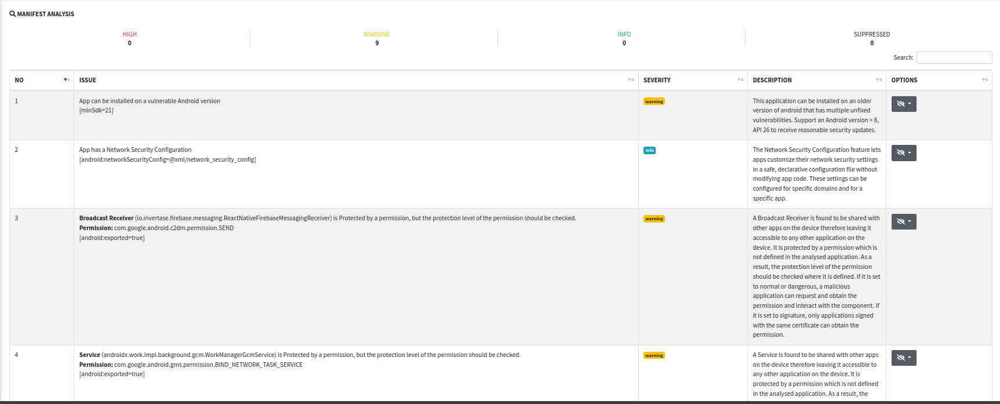 MANIFEST ANALYSIS
HIGH
0
WARNING
9
INFO
0
SUPPRESSED
0
Search:
NO
ISSUE
SEVERITY
DESCRIPTION
OPTIONS
1
App can be installed on a vulnerable Android version
[minSdk=21]
warning
This application can be installed on an older
version of android that has multiple unfixed
vulnerabilities. Support an Android version > 8,
API 26 to receive reasonable security updates.
2
App has a Network Security Configuration
[android:networkSecurityConfig=@xml/network_security_config]
info
The Network Security Configuration feature lets
apps customize their network security settings
in a safe, declarative configuration file without
modifying app code. These settings can be
configured for specific domains and for a
specific app.
3
Broadcast Receiver (io.invertase.firebase.messaging.ReactNativeFirebaseMessagingReceiver) is Protected by a permission, but the protection level of the permission should be checked.
Permission: com.google.android.c2dm.permission.SEND
[android:exported=true]
warning
A Broadcast Receiver is found to be shared with
other apps on the device therefore leaving it
accessible to any other application on the
device. It is protected by a permission which is
not defined in the analysed application. As a
result, the protection level of the permission
should be checked where it is defined. If it is set
to normal or dangerous, a malicious
application can request and obtain the
permission and interact with the component. If
it is set to signature, only applications signed
with the same certificate can obtain the
permission.
4
Service (androidx.work.impl.background.gcm.WorkManagerGcmService) is Protected by a permission, but the protection level of the permission should be checked.
Permission: com.google.android.gms.permission.BIND_NETWORK_TASK_SERVICE
[android:exported=true]
warning
A Service is found to be shared with other apps
on the device therefore leaving it accessible to
any other application on the device. It is
protected by a permission which is not defined
in the analysed application. As a result, the